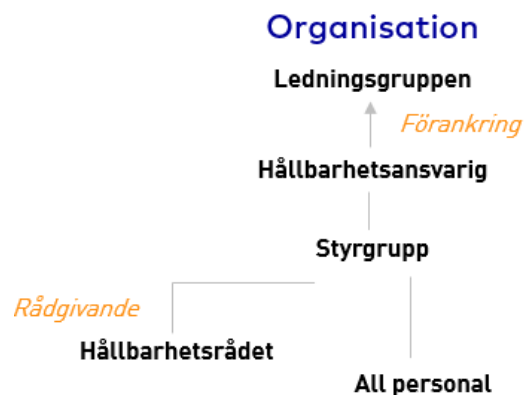 Organisation
Ledningsgruppen
Förankring
Hållbarhetsansvarig
Styrgrupp
Rådgivande
Hållbarhetsrådet
All personal